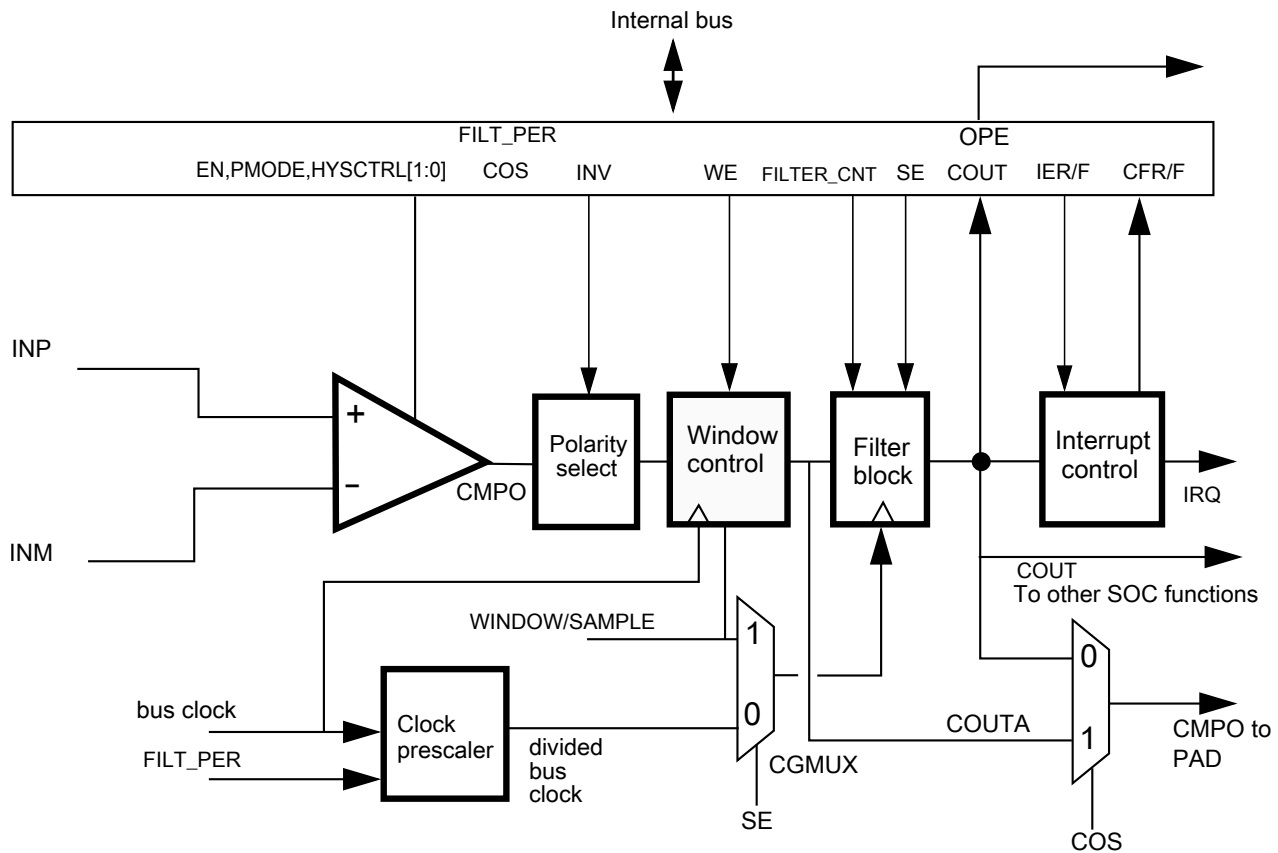 Internal bus
FILT_PER
OPE
EN,PMODE,HYSCTRL[1:0]
COS
INV
WE
FILTER_CNT
SE
COUT
IER/F
CFR/F
INP
+
−
INM
CMPO
Polarity
select
Window
control
Filter
block
Interrupt
control
IRQ
COUT
To other SOC functions
WINDOW/SAMPLE
1
0
bus clock
FILT_PER
Clock
prescaler
divided
bus
clock
CGMUX
SE
COUTA
0
1
CMPO to
PAD
COS